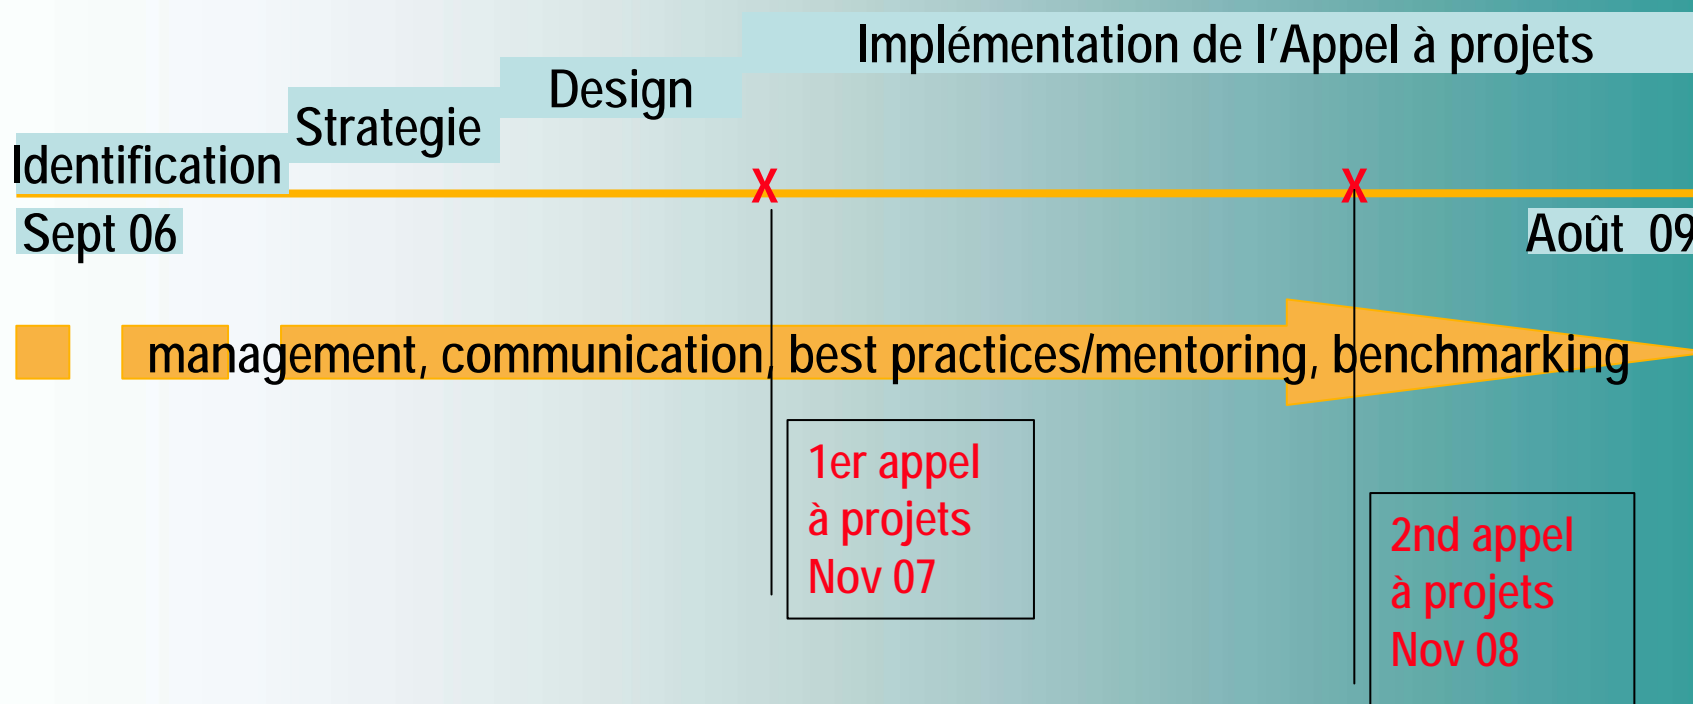 Implémentation de l'Appel à projets
Design
Strategie
Identification
X
X
Sept 06
Août 09
management, communication, best practices/mentoring, benchmarking
1er appel
à projets
Nov 07
2nd appel
à projets
Nov 08